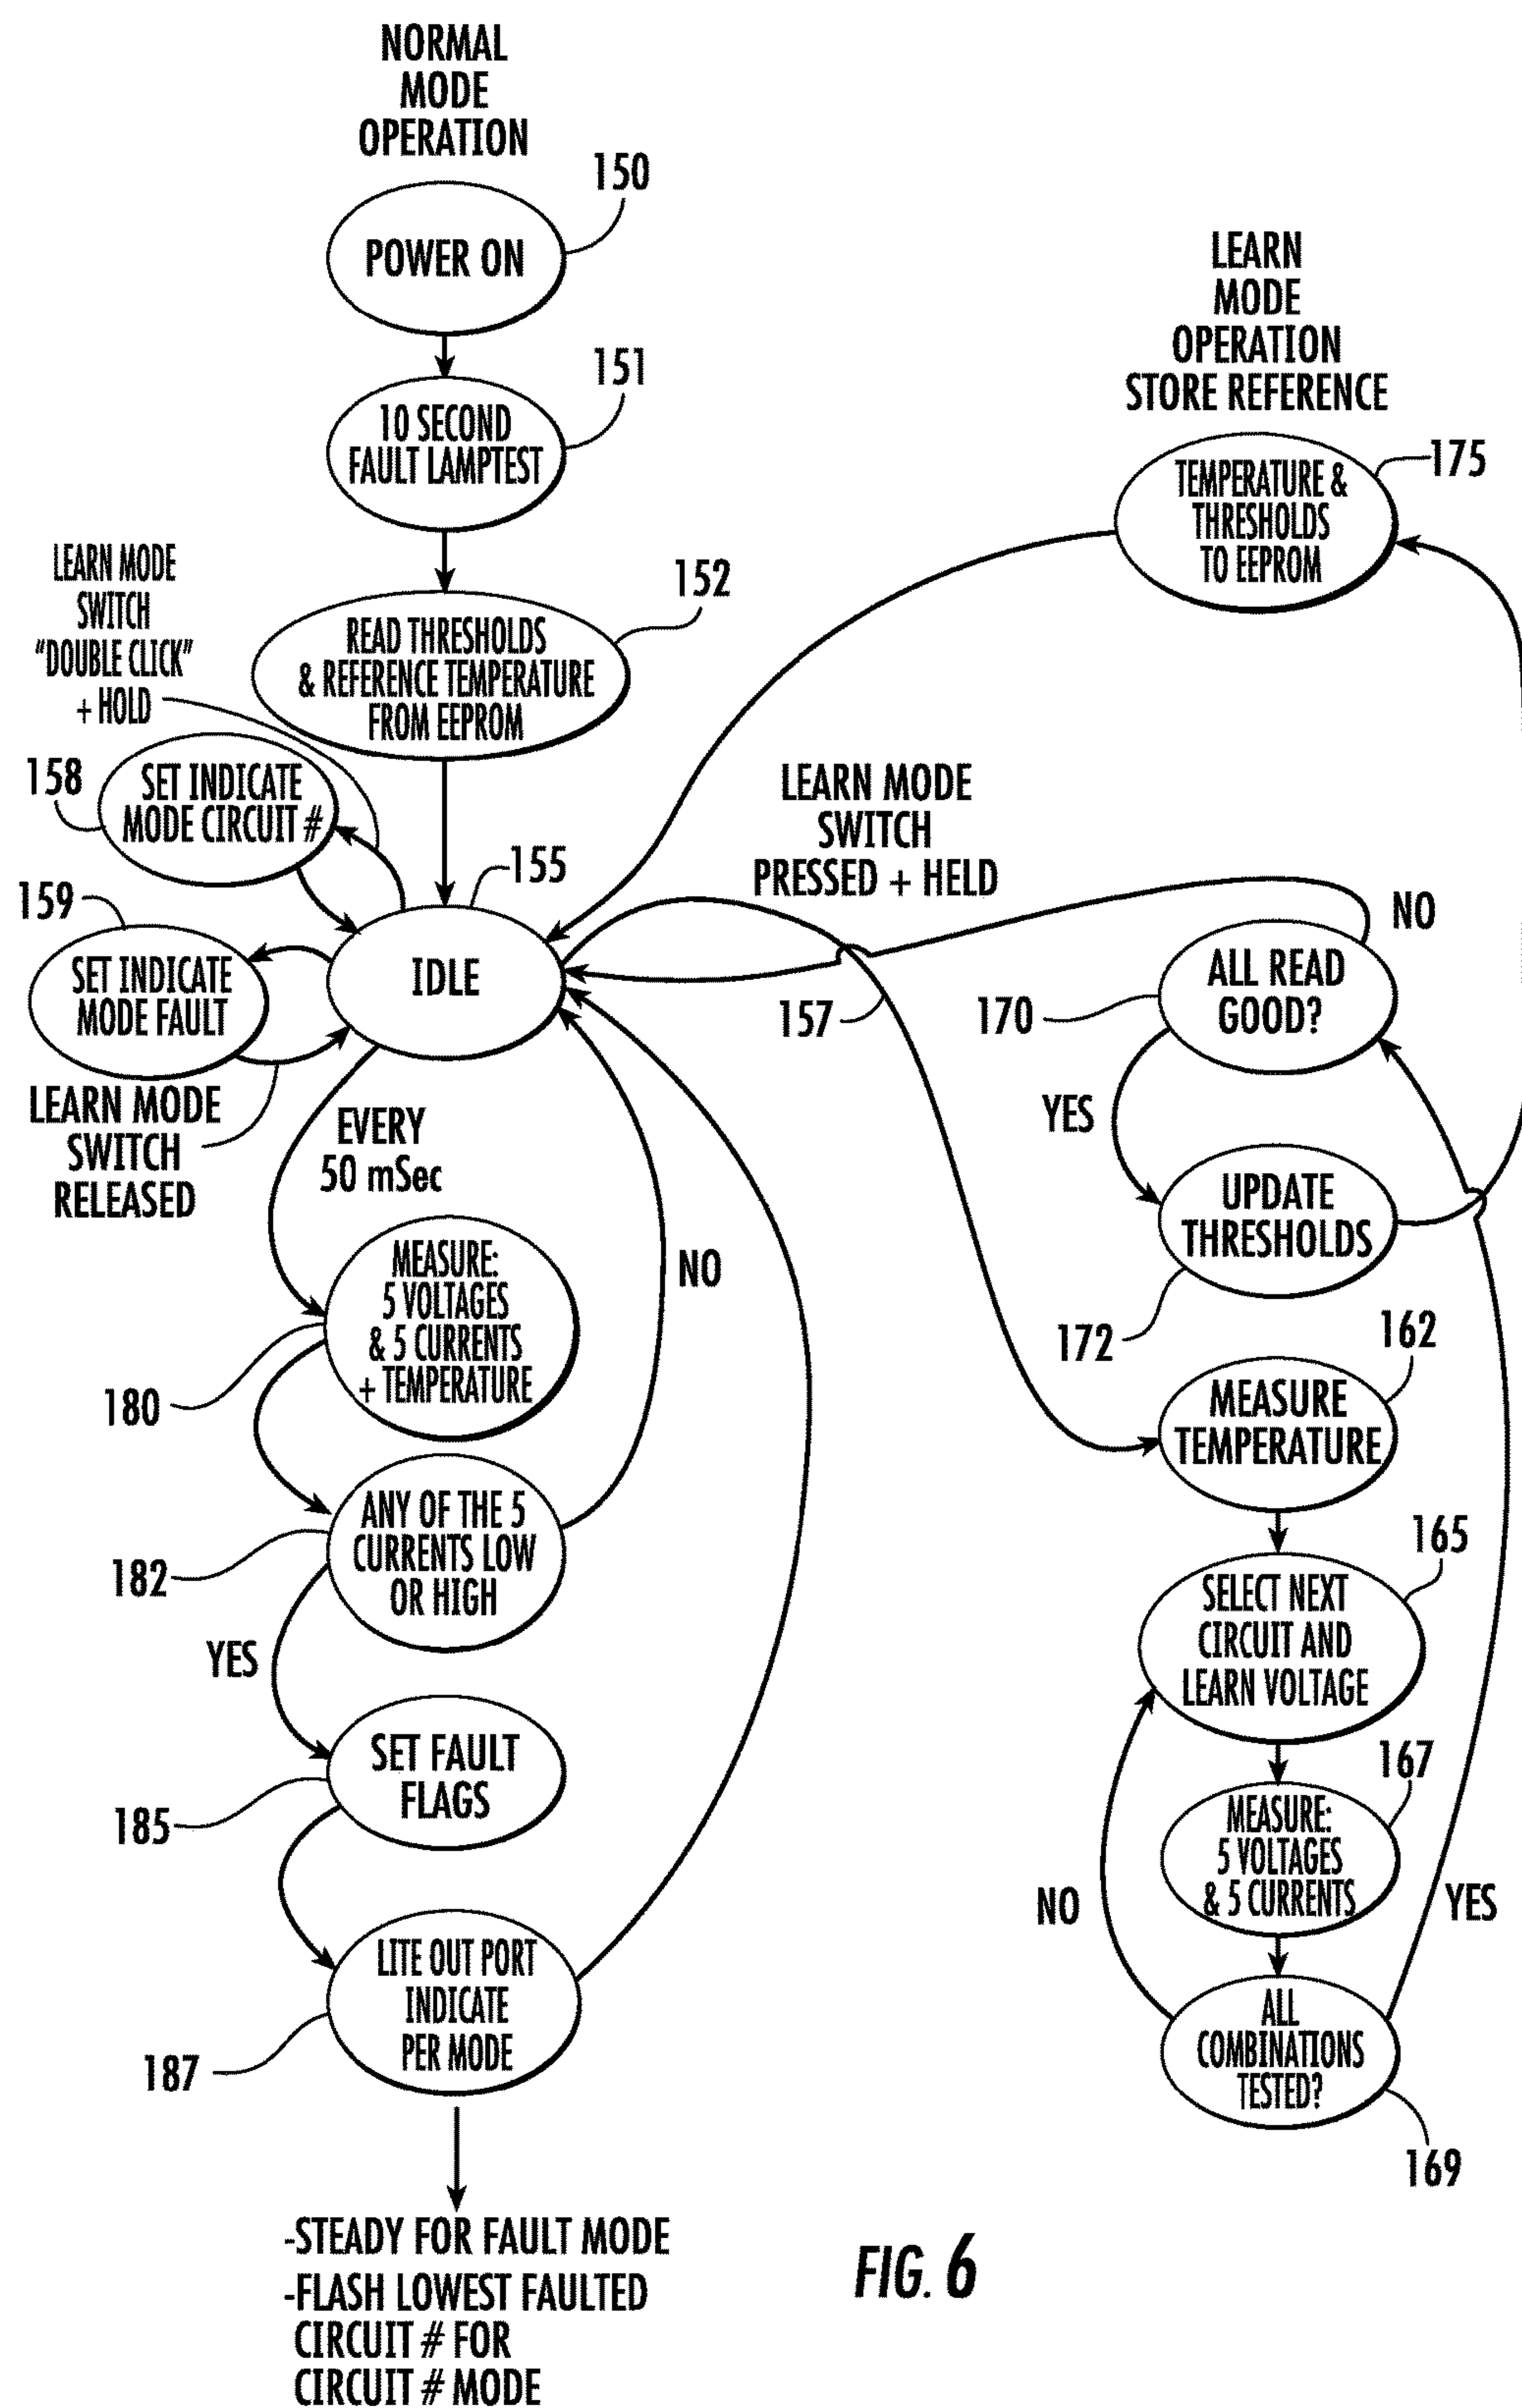 NORMAL
MODE
OPERATION
150
POWER ON
151
10 SECOND
FAULT LAMPTEST
152
READ THRESHOLDS
& REFERENCE TEMPERATURE
FROM EEPROM
LEARN MODE
SWITCH
"DOUBLE CLICK"
+ HOLD
158
SET INDICATE
MODE CIRCUIT #
155
159
IDLE
SET INDICATE
MODE FAULT
LEARN MODE
SWITCH
RELEASED
EVERY
50 mSec
MEASURE:
5 VOLTAGES
& 5 CURRENTS
+ TEMPERATURE
NO
180
ANY OF THE 5
CURRENTS LOW
OR HIGH
182
YES
SET FAULT
FLAGS
185
LITE OUT PORT
INDICATE
PER MODE
187
-STEADY FOR FAULT MODE
-FLASH LOWEST FAULTED
CIRCUIT # FOR
CIRCUIT # MODE
LEARN
MODE
OPERATION
STORE REFERENCE
175
TEMPERATURE &
THRESHOLDS
TO EEPROM
LEARN MODE
SWITCH
PRESSED + HELD
157
NO
ALL READ
GOOD?
170
YES
UPDATE
THRESHOLDS
172
162
MEASURE
TEMPERATURE
165
SELECT NEXT
CIRCUIT AND
LEARN VOLTAGE
167
MEASURE:
5 VOLTAGES
& 5 CURRENTS
NO
YES
ALL
COMBINATIONS
TESTED?
169
FIG. 6